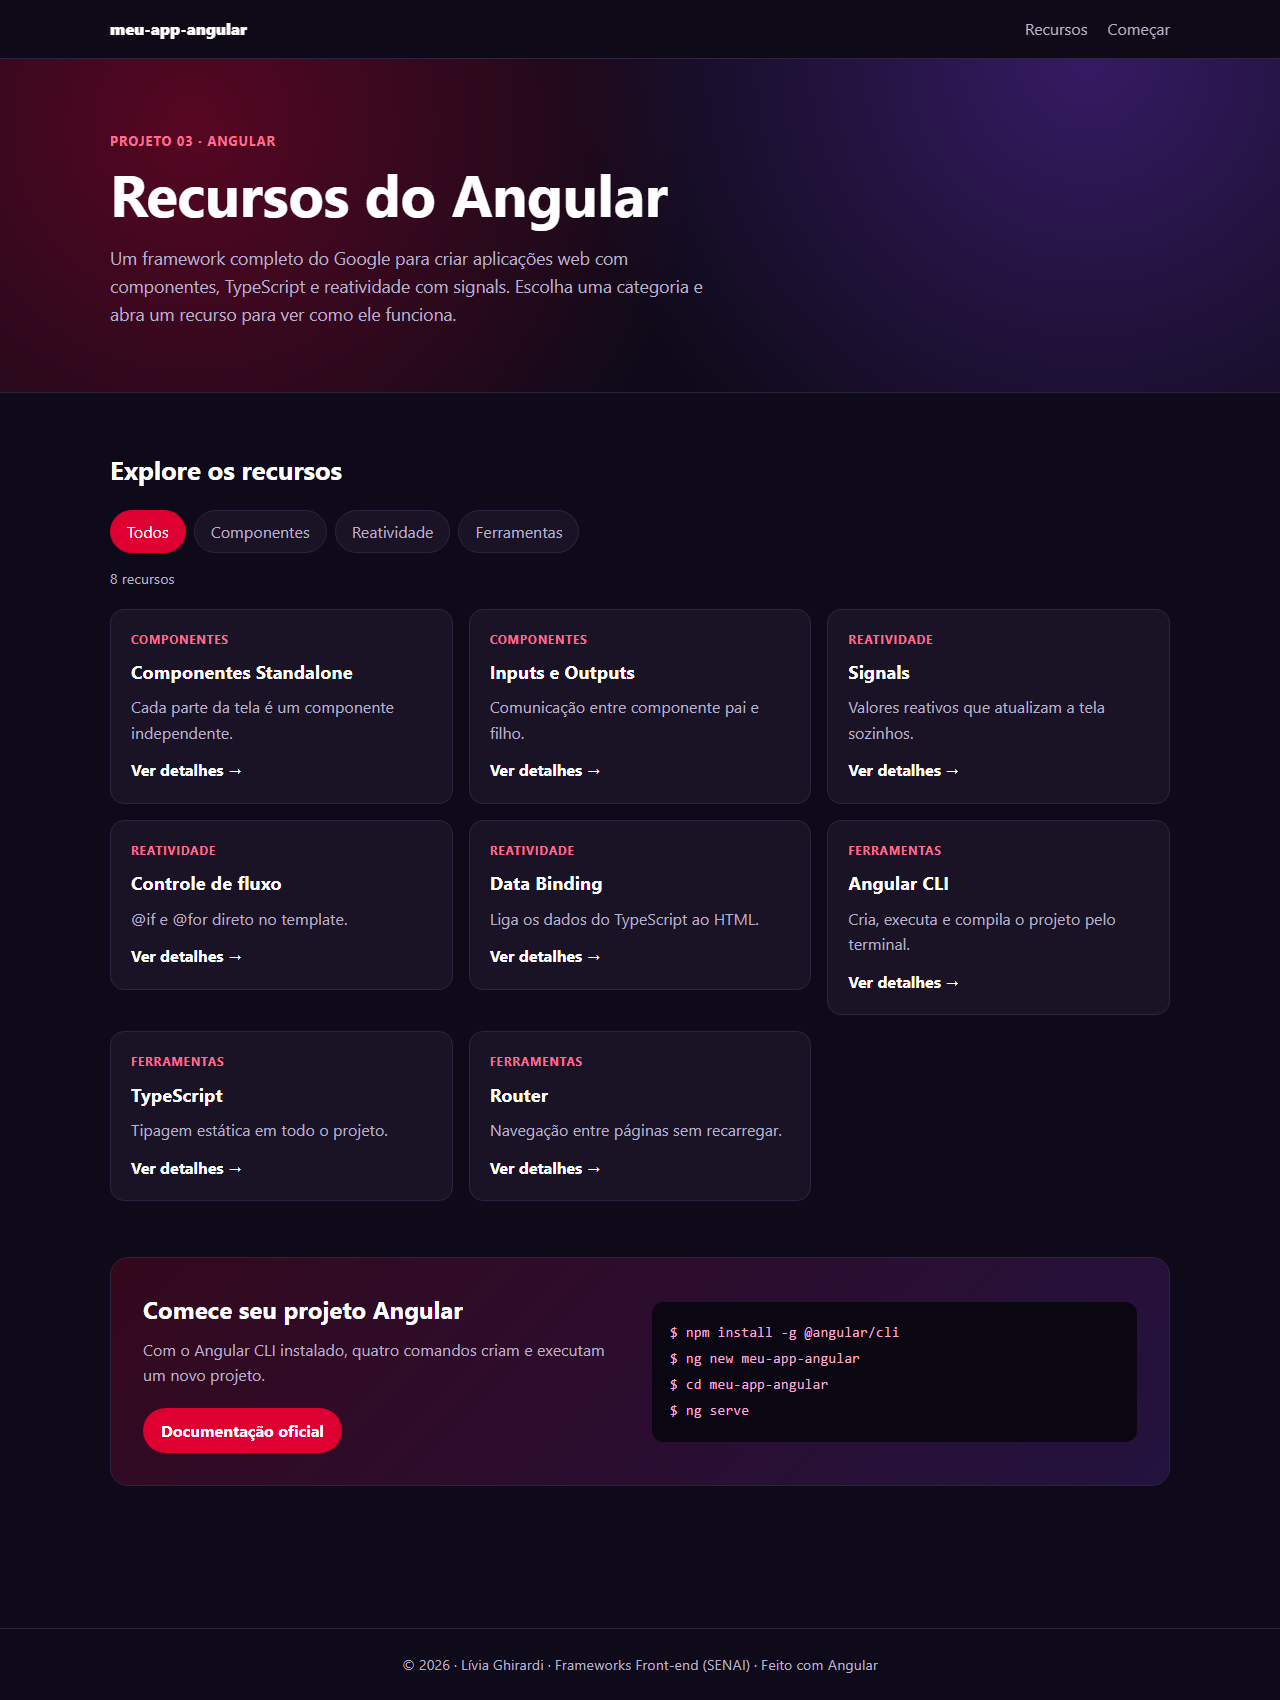 meu-app-angular
Recursos
Começar
PROJETO 03 · ANGULAR
Recursos do Angular
Um framework completo do Google para criar aplicações web com
componentes, TypeScript e reatividade com signals. Escolha uma categoria e
abra um recurso para ver como ele funciona.
Explore os recursos
Todos
Componentes
Reatividade
Ferramentas
8 recursos
COMPONENTES
Componentes Standalone
Cada parte da tela é um componente
independente.
Ver detalhes →
COMPONENTES
Inputs e Outputs
Comunicação entre componente pai e
filho.
Ver detalhes →
REATIVIDADE
Signals
Valores reativos que atualizam a tela
sozinhos.
Ver detalhes →
REATIVIDADE
Controle de fluxo
@if e @for direto no template.
Ver detalhes →
REATIVIDADE
Data Binding
Liga os dados do TypeScript ao HTML.
Ver detalhes →
FERRAMENTAS
Angular CLI
Cria, executa e compila o projeto pelo
terminal.
Ver detalhes →
FERRAMENTAS
TypeScript
Tipagem estática em todo o projeto.
Ver detalhes →
FERRAMENTAS
Router
Navegação entre páginas sem recarregar.
Ver detalhes →
Comece seu projeto Angular
Com o Angular CLI instalado, quatro comandos criam e executam
um novo projeto.
Documentação oficial
$ npm install -g @angular/cli
$ ng new meu-app-angular
$ cd meu-app-angular
$ ng serve
© 2026 · Lívia Ghirardi · Frameworks Front-end (SENAI) · Feito com Angular